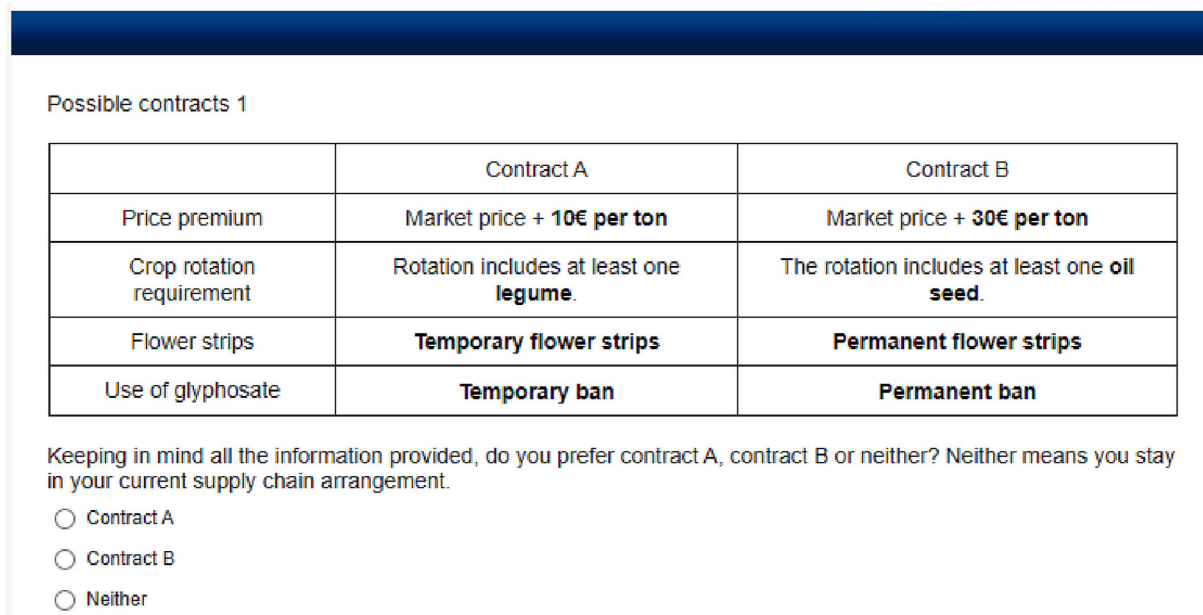 Possible contracts 1
Contract A
Contract B
Price premium
Market price + 10€ per ton
Market price + 30€ per ton
Crop rotation
requirement
Rotation includes at least one
legume.
The rotation includes at least one oil
seed.
Flower strips
Temporary flower strips
Permanent flower strips
Use of glyphosate
Temporary ban
Permanent ban
Keeping in mind all the information provided, do you prefer contract A, contract B or neither? Neither means you stay
in your current supply chain arrangement.
Contract A
Contract B
Neither